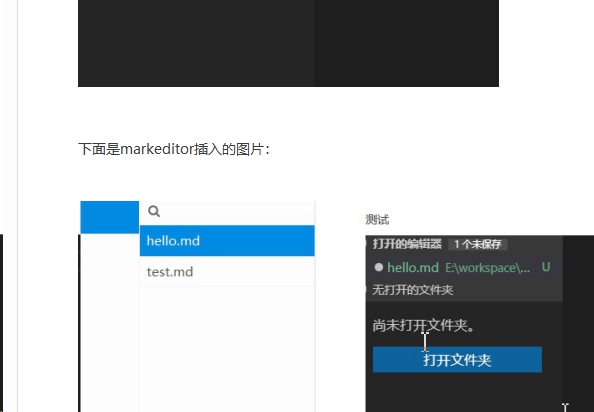 下面是markeditor插入的图片：
hello.md
test.md
测试
打开的编辑器 1 个未保存
hello.md E:\workspace\... U
无打开的文件夹
尚未打开文件夹。
打开文件夹